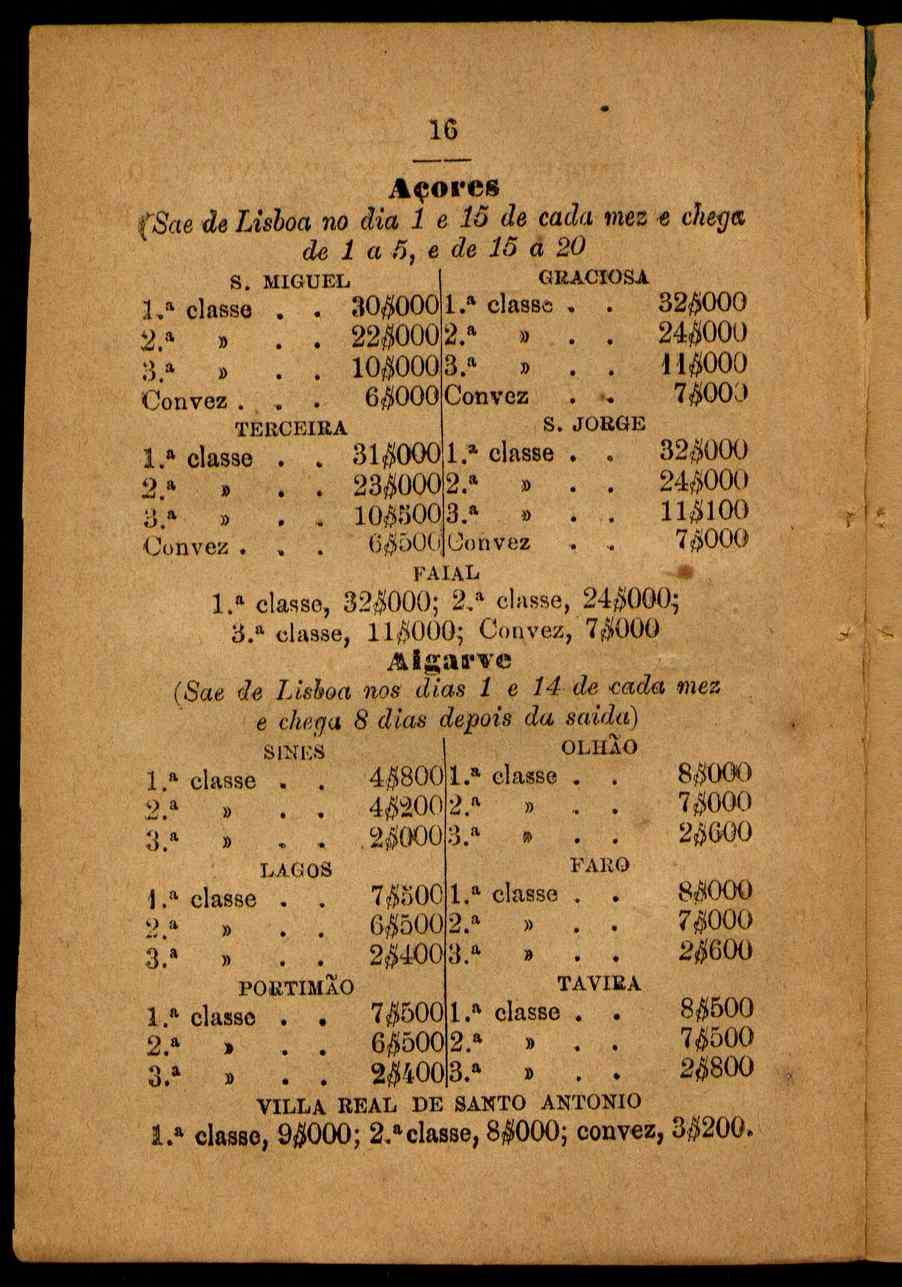 16
Açores
(Sae de Lisboa no dia 1 e 15 de cada mez e chega
de 1 a 5, e de 15 a 20
S. MIGUEL
1.ª classe . . 30$000
2.ª » . . 22$000
3.ª » . . 10$000
Convez . . . 6$000
TERCEIRA
1.ª classe . . 31$000
2.ª » . . 23$000
3.ª » . . 10$500
Convez . . . 6$500
GRACIOSA
1.ª classe . . 32$000
2.ª » . . 24$000
3.ª » . . 11$000
Convez . . 7$000
S. JORGE
1.ª classe . . 32$000
2.ª » . . 24$000
3.ª » . . 11$100
Convez . . 7$000
FAIAL
1.ª classe, 32$000; 2.ª classe, 24$000;
3.ª classe, 11$000; Convez, 7$000
Algarve
(Sae de Lisboa nos dias 1 e 14 de cada mez
e chega 8 dias depois da saida)
SINES
1.ª classe . . 4$800
2.ª » . . 4$200
3.ª » . . 2$000
LAGOS
1.ª classe . . 7$500
2.ª » . . 6$500
3.ª » . . 2$400
PORTIMÃO
1.ª classe . . 7$500
2.ª » . . 6$500
3.ª » . . 2$400
OLHÃO
1.ª classe . . 8$000
2.ª » . . 7$000
3.ª » . . 2$600
FARO
1.ª classe . . 8$000
2.ª » . . 7$000
3.ª » . . 2$600
TAVIRA
1.ª classe . . 8$500
2.ª » . . 7$500
3.ª » . . 2$800
VILLA REAL DE SANTO ANTONIO
1.ª classe, 9$000; 2.ª classe, 8$000; convez, 3$200.